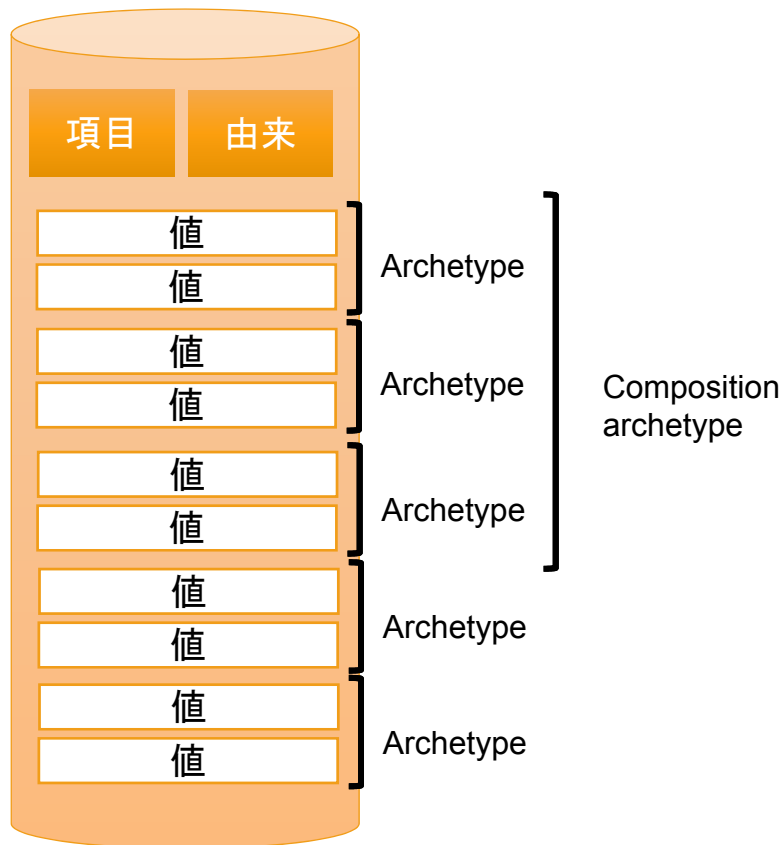 項目 由来
値
値
Archetype
値
値
Archetype
Composition
archetype
値
値
Archetype
値
値
Archetype
値
値
Archetype